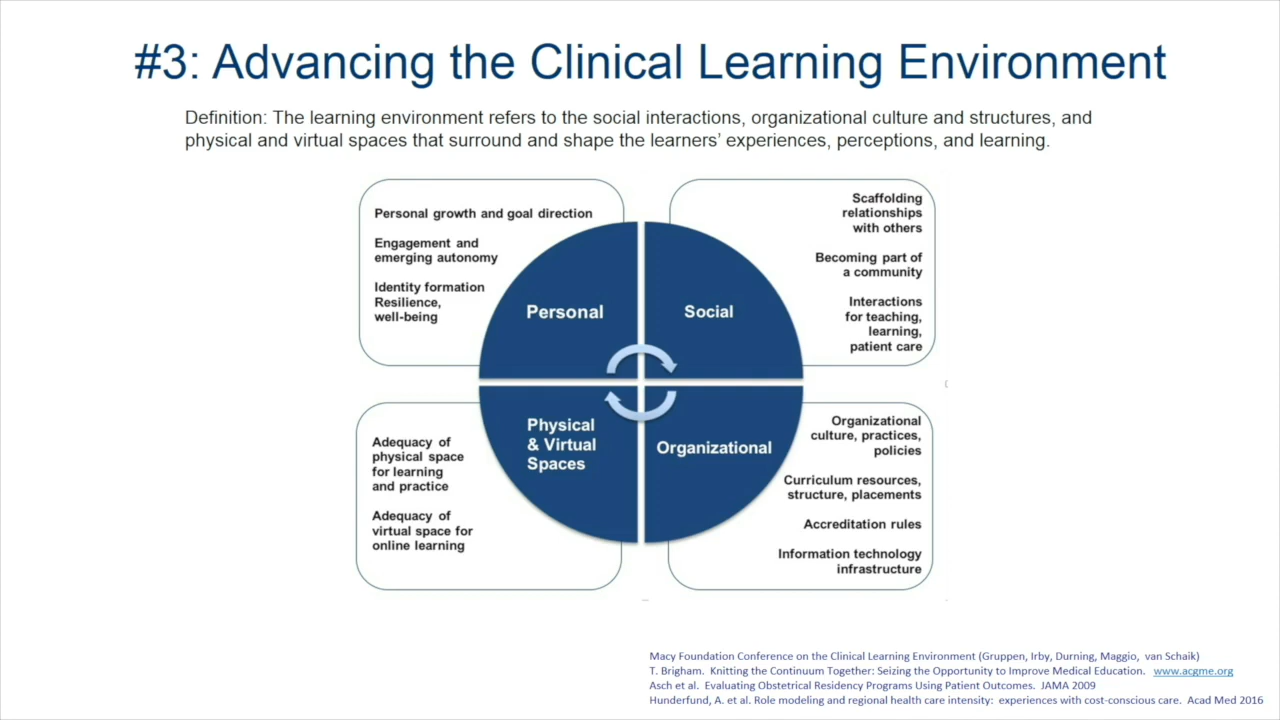 #3: Advancing the Clinical Learning Environment
Definition: The learning environment refers to the social interactions, organizational culture and structures, and
physical and virtual spaces that surround and shape the learners' experiences, perceptions, and learning.
Personal growth and goal direction
Engagement and
emerging autonomy
Identity formation
Resilience,
well-being
Personal
Social
Scaffolding
relationships
with others
Becoming part of
a community
Interactions
for teaching,
learning,
patient care
Adequacy of
physical space
for learning
and practice
Adequacy of
virtual space for
online learning
Physical
& Virtual
Spaces
Organizational
Organizational
culture, practices,
policies
Curriculum resources,
structure, placements
Accreditation rules
Information technology
infrastructure
Macy Foundation Conference on the Clinical Learning Environment (Gruppen, Irby, Durning, Maggio, van Schaik)
T. Brigham. Knitting the Continuum Together: Seizing the Opportunity to Improve Medical Education. www.acgme.org
Asch et al. Evaluating Obstetrical Residency Programs Using Patient Outcomes. JAMA 2009
Hunderfund, A. et al. Role modeling and regional health care intensity: experiences with cost-conscious care. Acad Med 2016